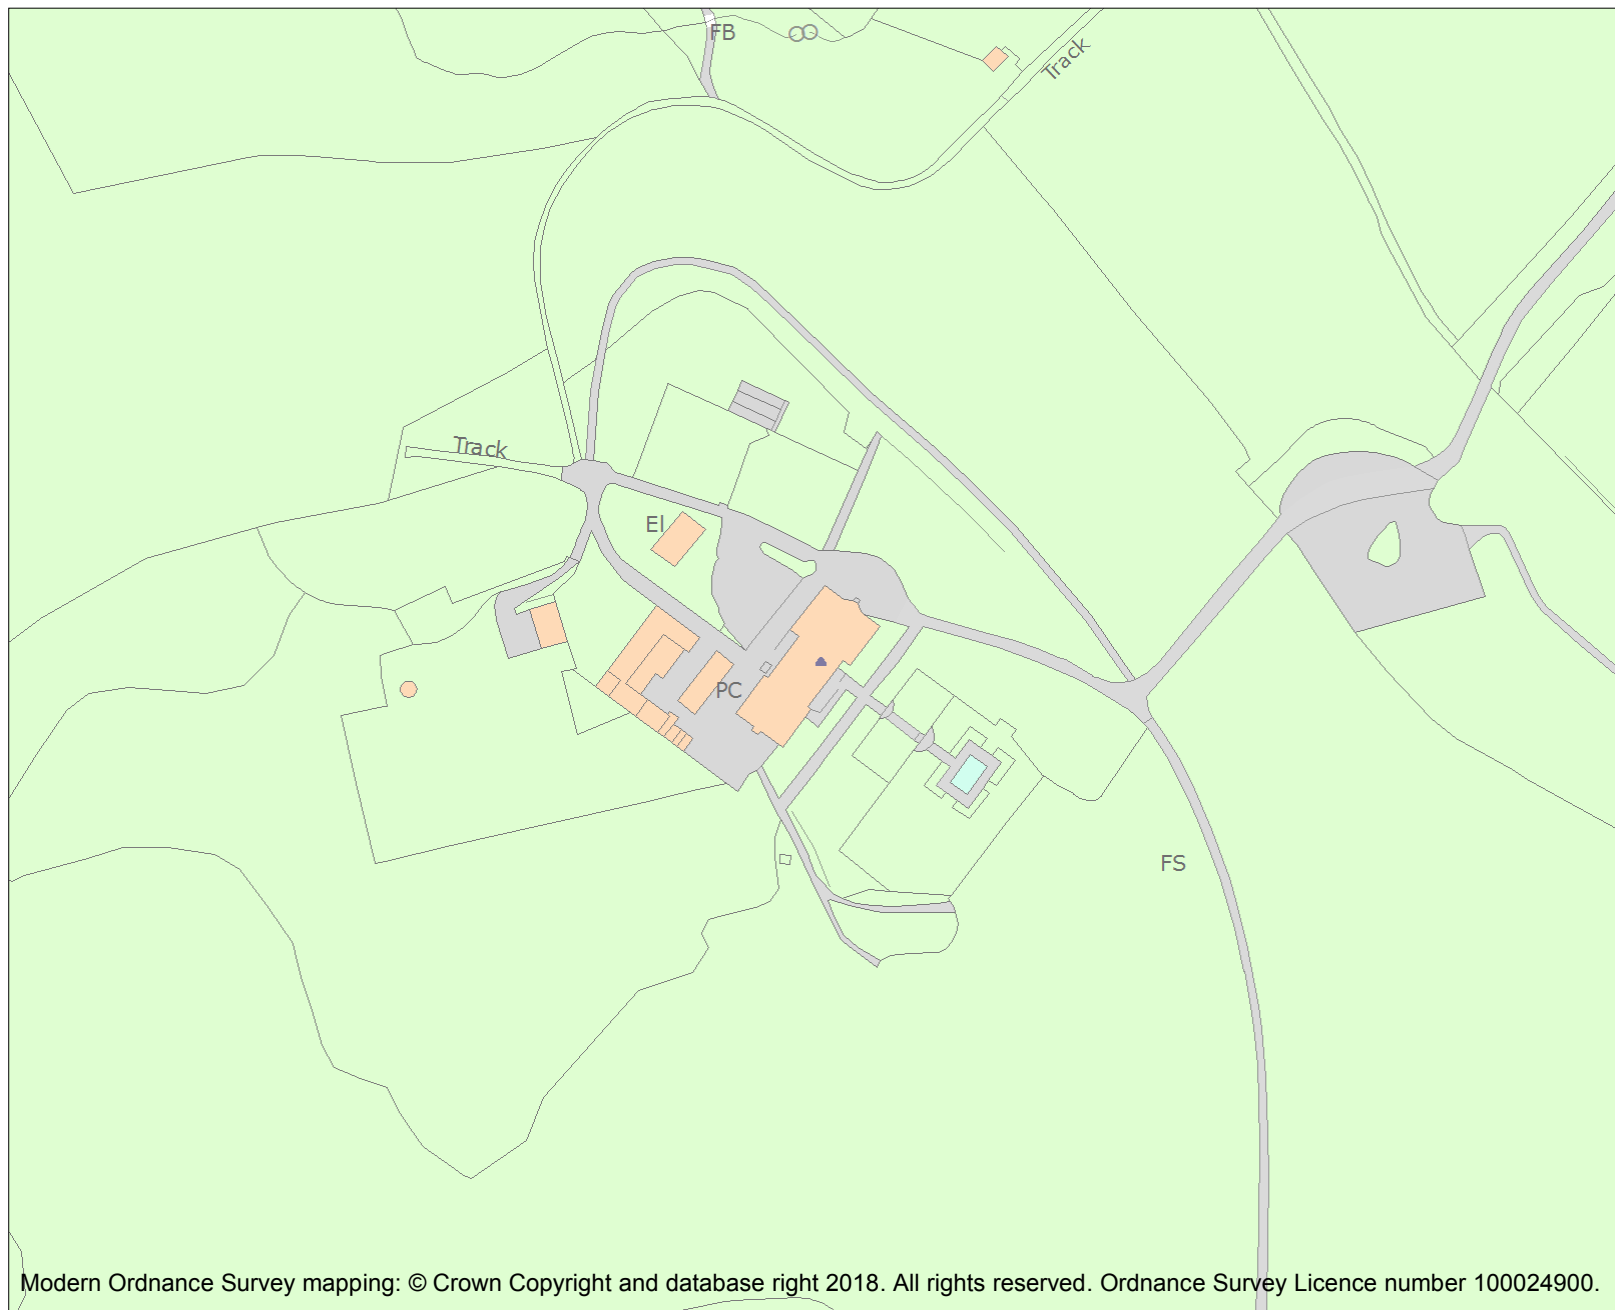 FB
Track
Track
El
PC
FS
Modern Ordnance Survey mapping: © Crown Copyright and database right 2018. All rights reserved. Ordnance Survey Licence number 100024900.